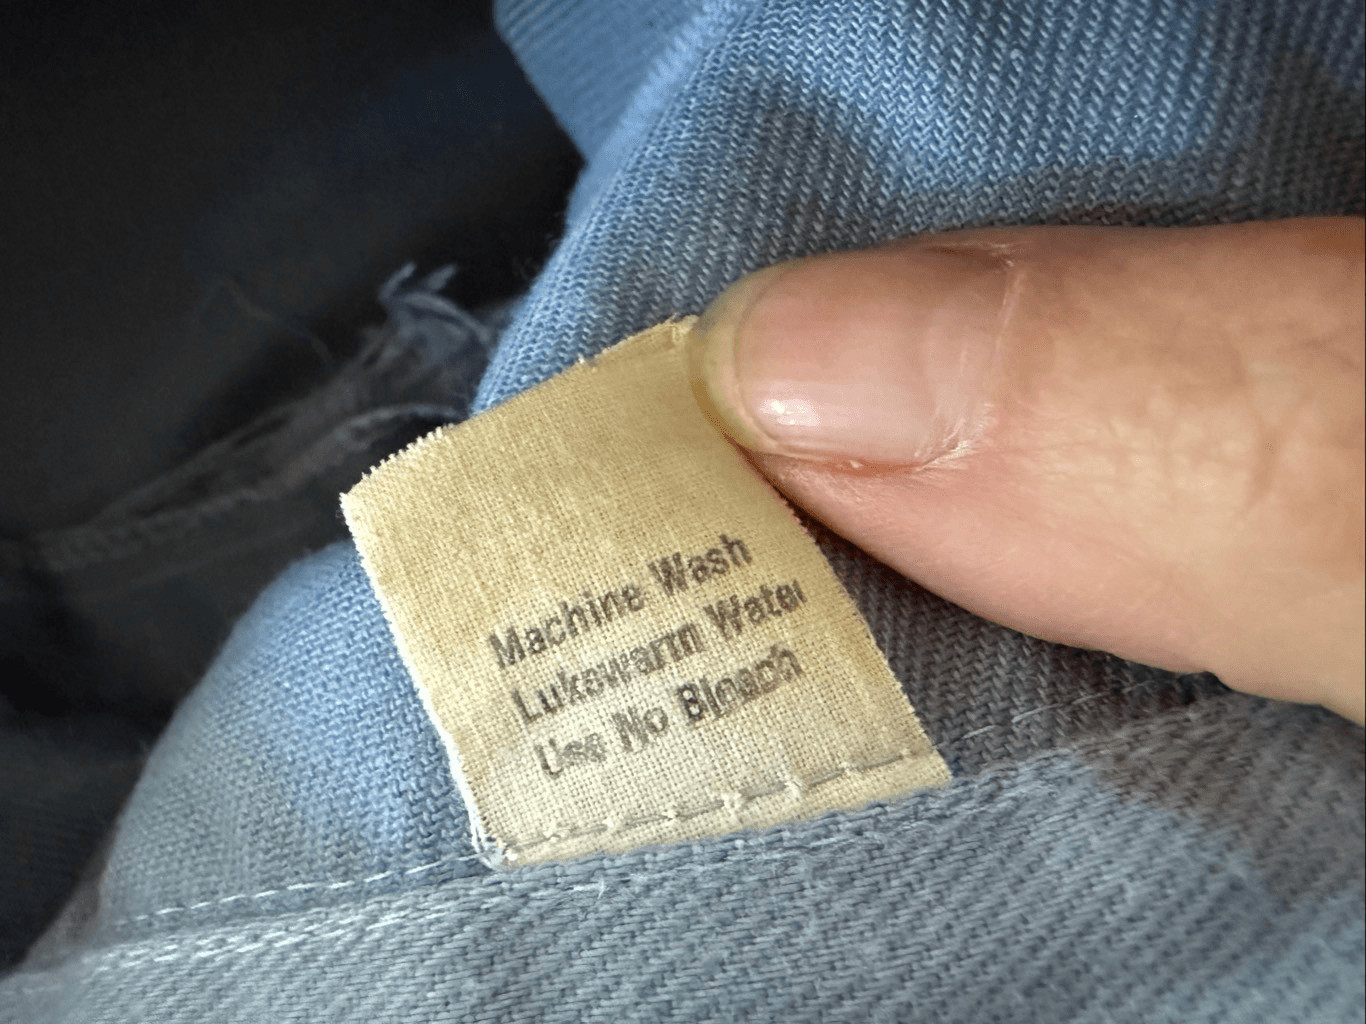 Machine Wash
Lukewarm Water
Use No Bleach